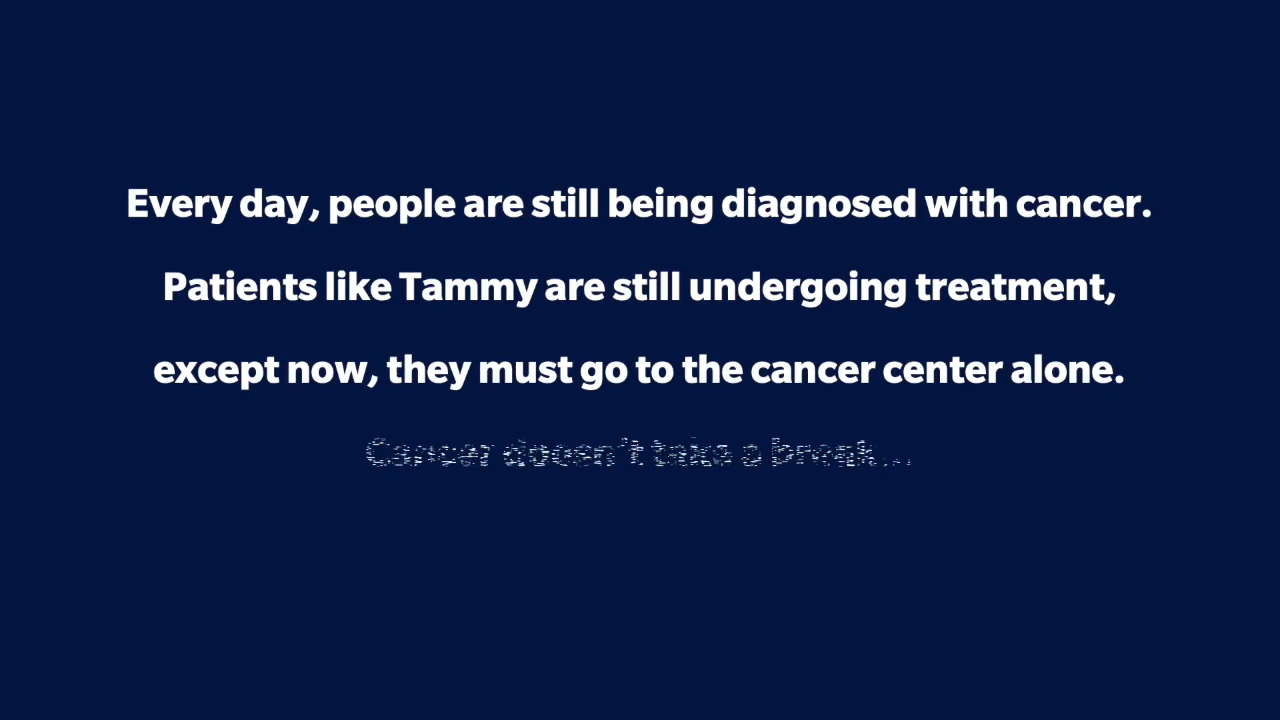 Every day, people are still being diagnosed with cancer.
Patients like Tammy are still undergoing treatment,
except now, they must go to the cancer center alone.
Cancer doesn't take a break...